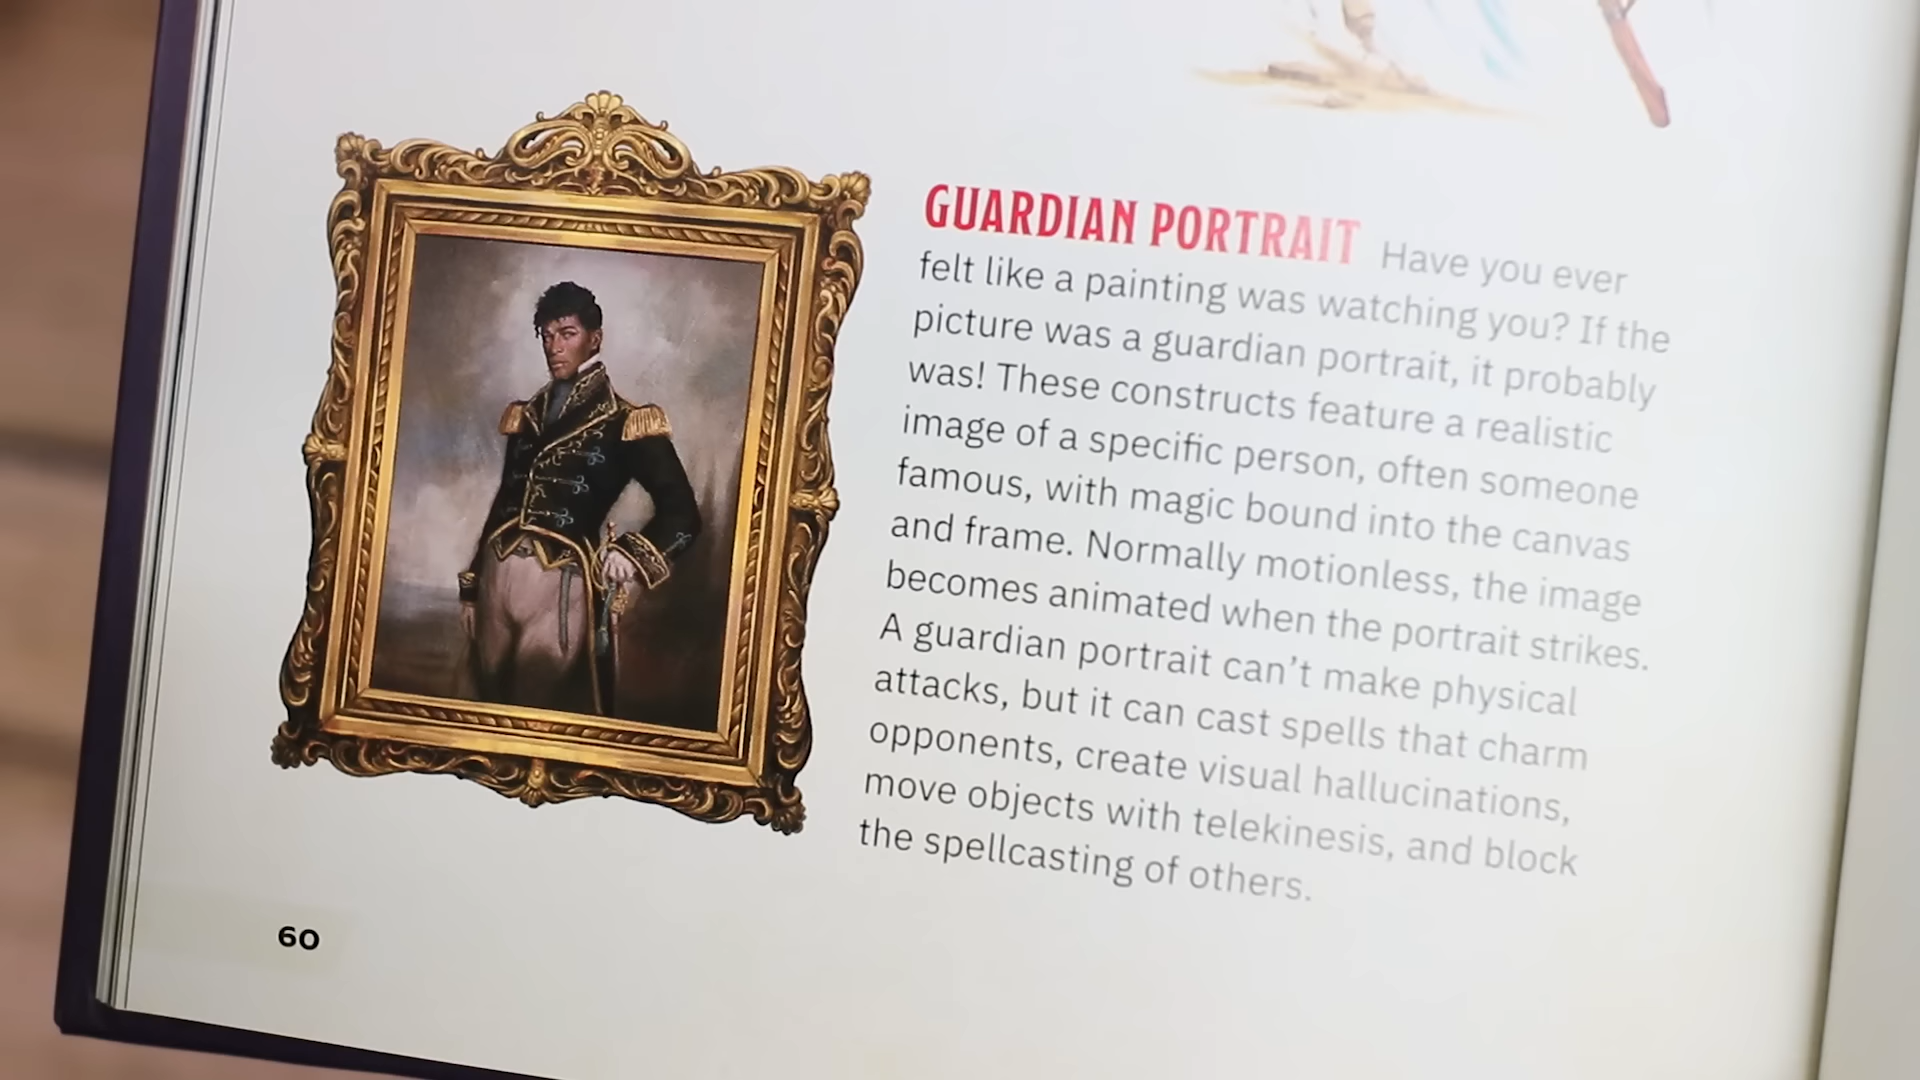 GUARDIAN PORTRAIT Have you ever
felt like a painting was watching you? If the
picture was a guardian portrait, it probably
was! These constructs feature a realistic
image of a specific person, often someone
famous, with magic bound into the canvas
and frame. Normally motionless, the image
becomes animated when the portrait strikes.
A guardian portrait can’t make physical
attacks, but it can cast spells that charm
opponents, create visual hallucinations,
move objects with telekinesis, and block
the spellcasting of others.
60